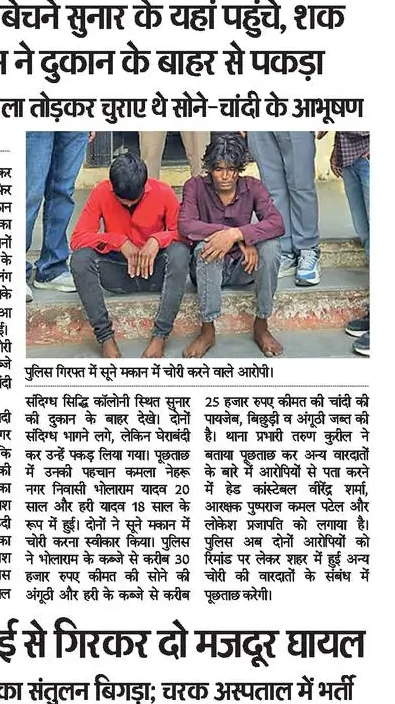 बेचने सुनार के यहां पहुंचे, शक
ने दुकान के बाहर से पकड़ा
तोड़कर चुराए थे सोने-चांदी के आभूषण
पुलिस गिरफ्त में सूने मकान में चोरी करने वाले आरोपी।
संदिग्ध सिद्धि कॉलोनी स्थित सुनार
की दुकान के बाहर देखे। दोनों
संदिग्ध भागने लगे, लेकिन घेराबंदी
कर उन्हें पकड़ लिया गया। पूछताछ
में उनकी पहचान कमला नेहरू
नगर निवासी भोलाराम यादव 20
साल और हरी यादव 18 साल के
रूप में हुई। दोनों ने सूने मकान में
चोरी करना स्वीकार किया। पुलिस
ने भोलाराम के कब्जे से करीब 30
हजार रुपए कीमत की सोने की
अंगूठी और हरी के कब्जे से करीब
25 हजार रुपए कीमत की चांदी की
पायजेब, बिछुड़ी व अंगूठी जब्त की
है। थाना प्रभारी तरुण कुरील ने
बताया पूछताछ कर अन्य वारदातों
के बारे में आरोपियों से पता करने
में हेड कांस्टेबल वीरेंद्र शर्मा,
आरक्षक पुष्पराज कमल पटेल और
लोकेश प्रजापति को लगाया है।
पुलिस अब दोनों आरोपियों को
रिमांड पर लेकर शहर में हुई अन्य
चोरी की वारदातों के संबंध में
पूछताछ करेगी।
से गिरकर दो मजदूर घायल
का संतुलन बिगड़ा; चरक अस्पताल में भर्ती